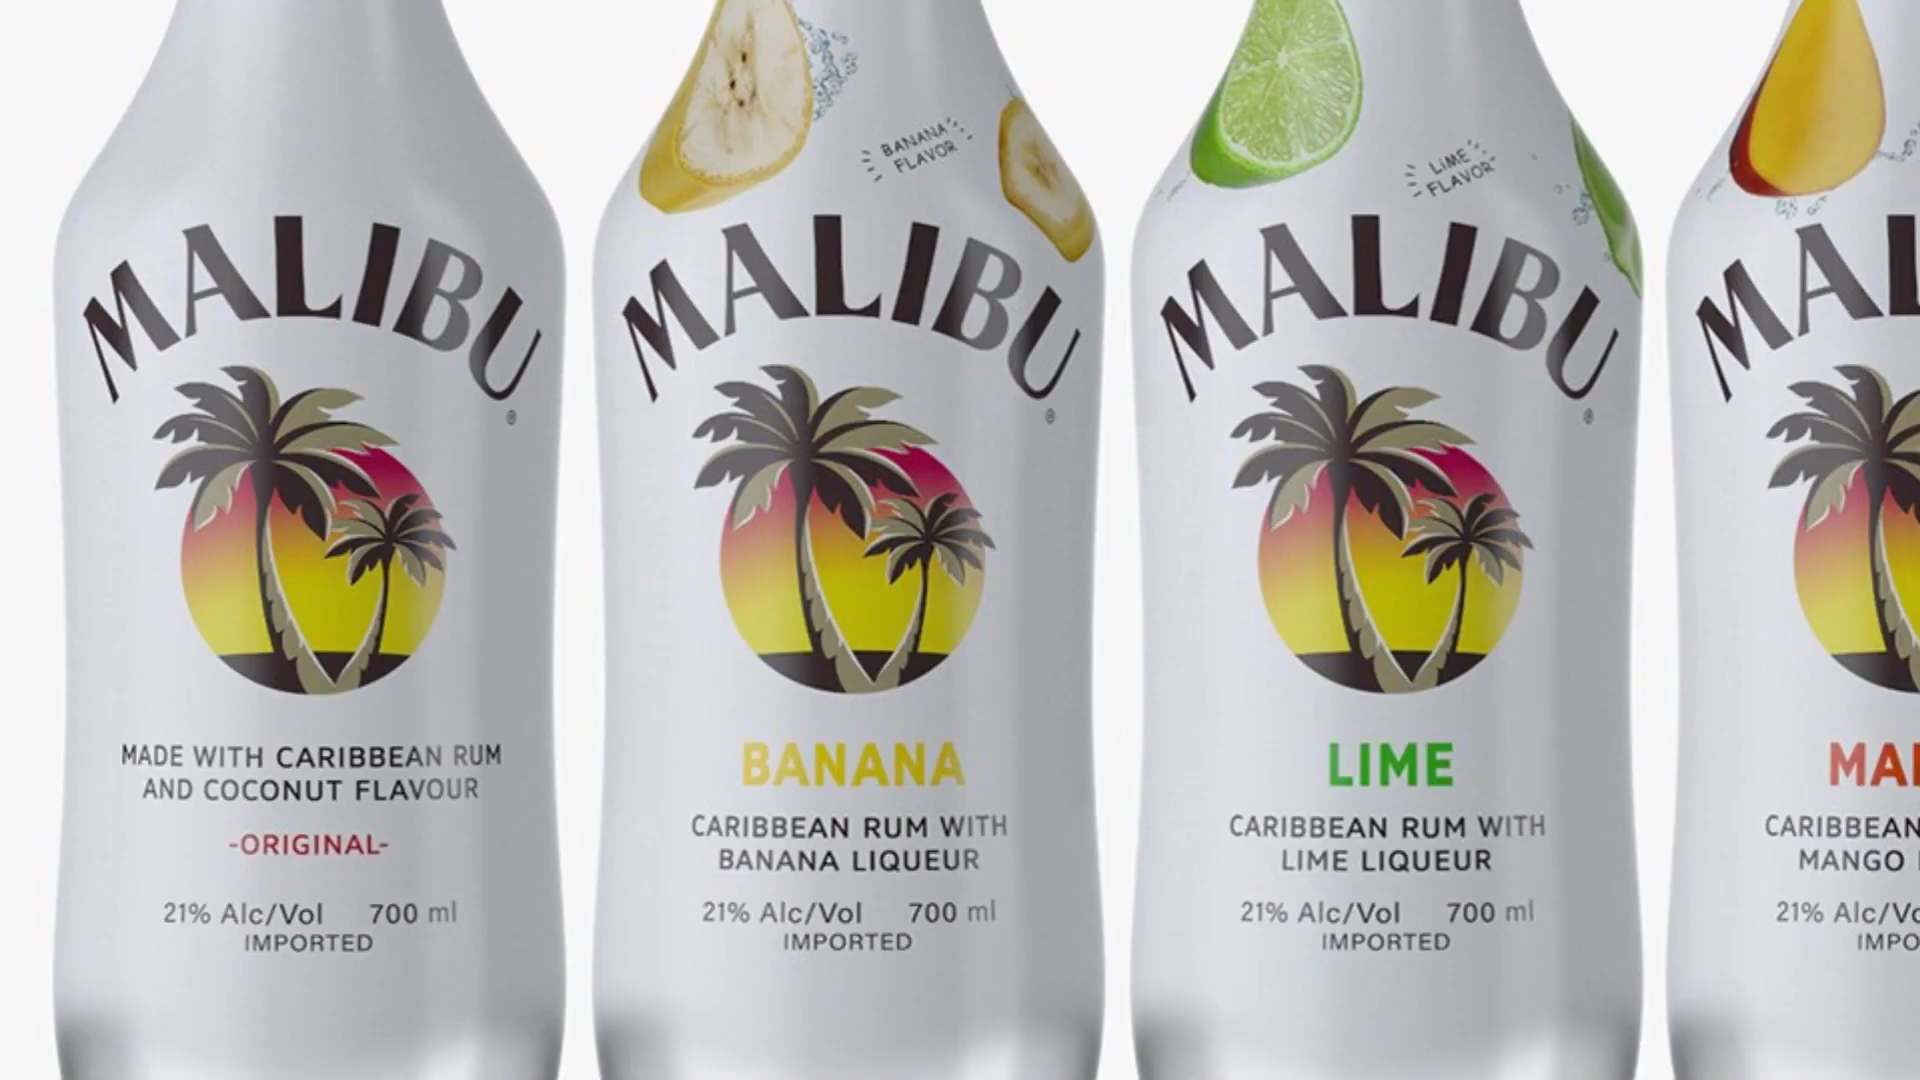 MALIBU
MADE WITH CARIBBEAN RUM
AND COCONUT FLAVOUR
-ORIGINAL-
21% Alc/Vol 700 ml
IMPORTED
BANANA
FLAVOR
MALIBU
BANANA
CARIBBEAN RUM WITH
BANANA LIQUEUR
21% Alc/Vol 700 ml
IMPORTED
LIME
FLAVOR
MALIBU
LIME
CARIBBEAN RUM WITH
LIME LIQUEUR
21% Alc/Vol 700 ml
IMPORTED
MAL
CARIBBEAN
MANGO
21% Alc/Vo
IMPO